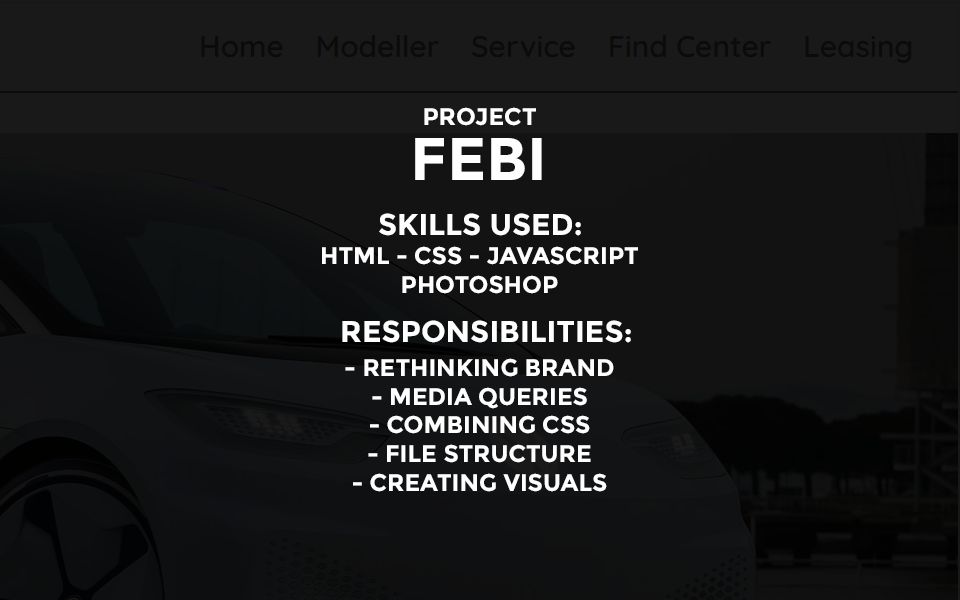 Home Modeller Service Find Center Leasing
PROJECT
FEBI
SKILLS USED:
HTML - CSS - JAVASCRIPT
PHOTOSHOP
RESPONSIBILITIES:
- RETHINKING BRAND
- MEDIA QUERIES
- COMBINING CSS
- FILE STRUCTURE
- CREATING VISUALS